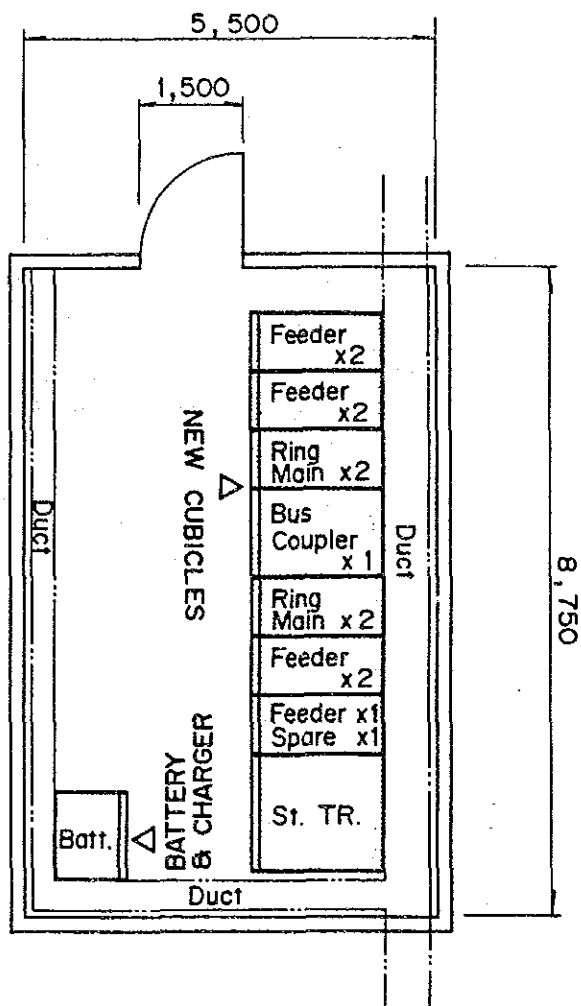 5,500
1,500
Feeder
x2
Feeder
x2
Ring
Main x2
Bus
Coupler
x 1
Ring
Main x2
Feeder
x2
Feeder x1
Spare x1
St. TR.
NEW CUBICLES
Duct
Duct
8,750
BATTERY
& CHARGER
Batt.
Duct